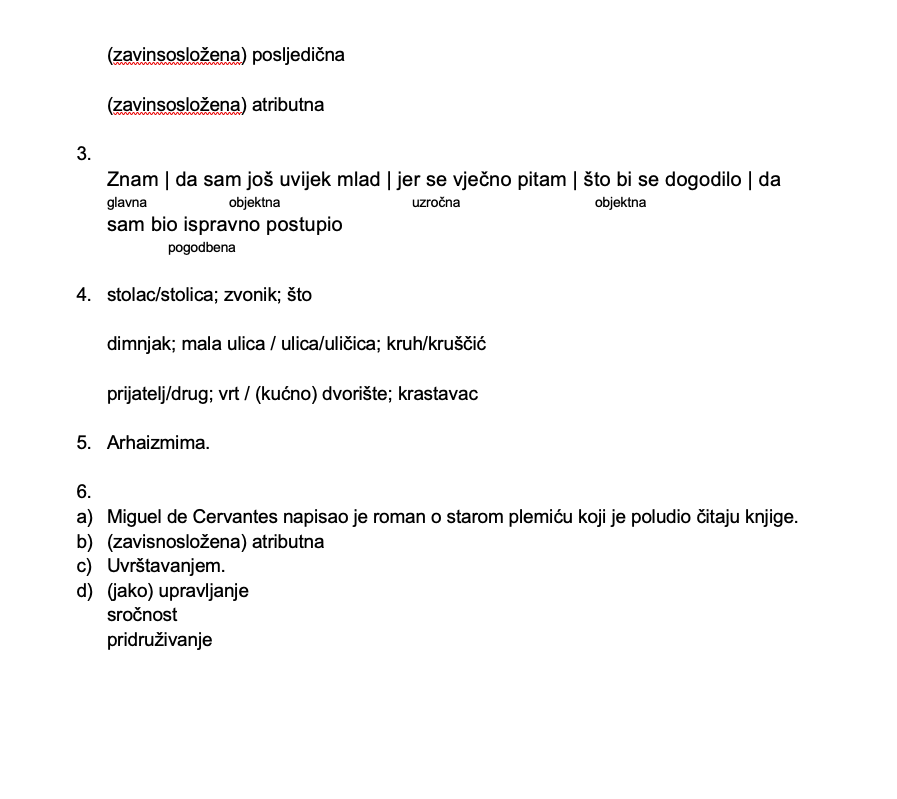 (zavinsosložena) posljedična
(zavinsosložena) atributna
3.
Znam | da sam još uvijek mlad | jer se vječno pitam | što bi se dogodilo | da
glavna objektna uzročna objektna
sam bio ispravno postupio
pogodbena
4. stolac/stolica; zvonik; što
dimnjak; mala ulica / ulica/uličica; kruh/kruščić
prijatelj/drug; vrt / (kućno) dvorište; krastavac
5. Arhaizmima.
6.
a) Miguel de Cervantes napisao je roman o starom plemiću koji je poludio čitaju knjige.
b) (zavisnosložena) atributna
c) Uvrštavanjem.
d) (jako) upravljanje
sročnost
pridruživanje